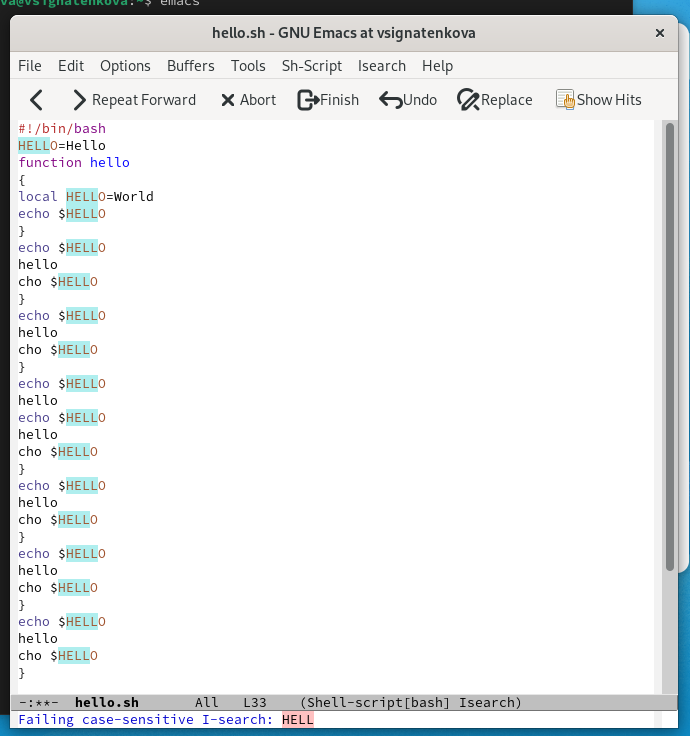 va@vsignatenkova:~$ emacs
hello.sh - GNU Emacs at vsignatenkova ×
File Edit Options Buffers Tools Sh-Script Isearch Help
Repeat Forward Abort Finish Undo Replace Show Hits
#!/bin/bash
HELLO=Hello
function hello
{
local HELLO=World
echo $HELLO
}
echo $HELLO
hello
cho $HELLO
}
echo $HELLO
hello
cho $HELLO
}
echo $HELLO
hello
echo $HELLO
hello
cho $HELLO
}
echo $HELLO
hello
cho $HELLO
}
echo $HELLO
hello
cho $HELLO
}
echo $HELLO
hello
cho $HELLO
}
-:**- hello.sh All L33 (Shell-script[bash] Isearch)
Failing case-sensitive I-search: HELL